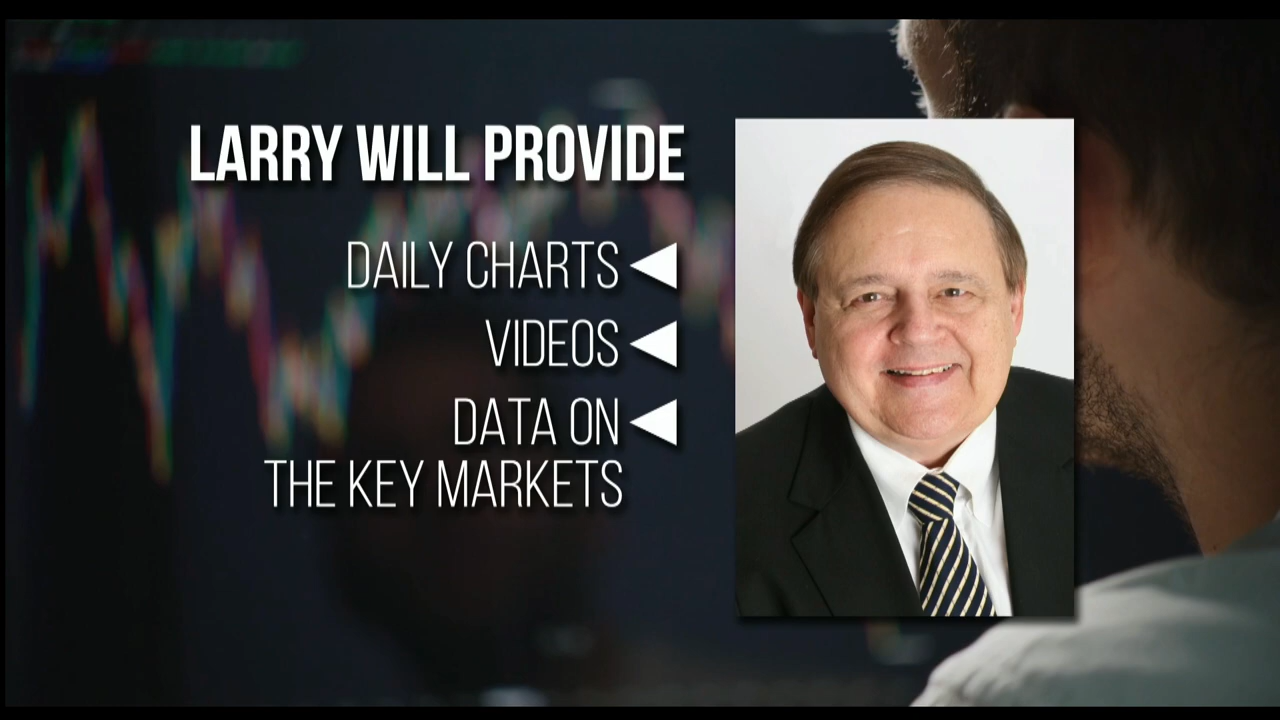 LARRY WILL PROVIDE
DAILY CHARTS
VIDEOS
DATA ON
THE KEY MARKETS